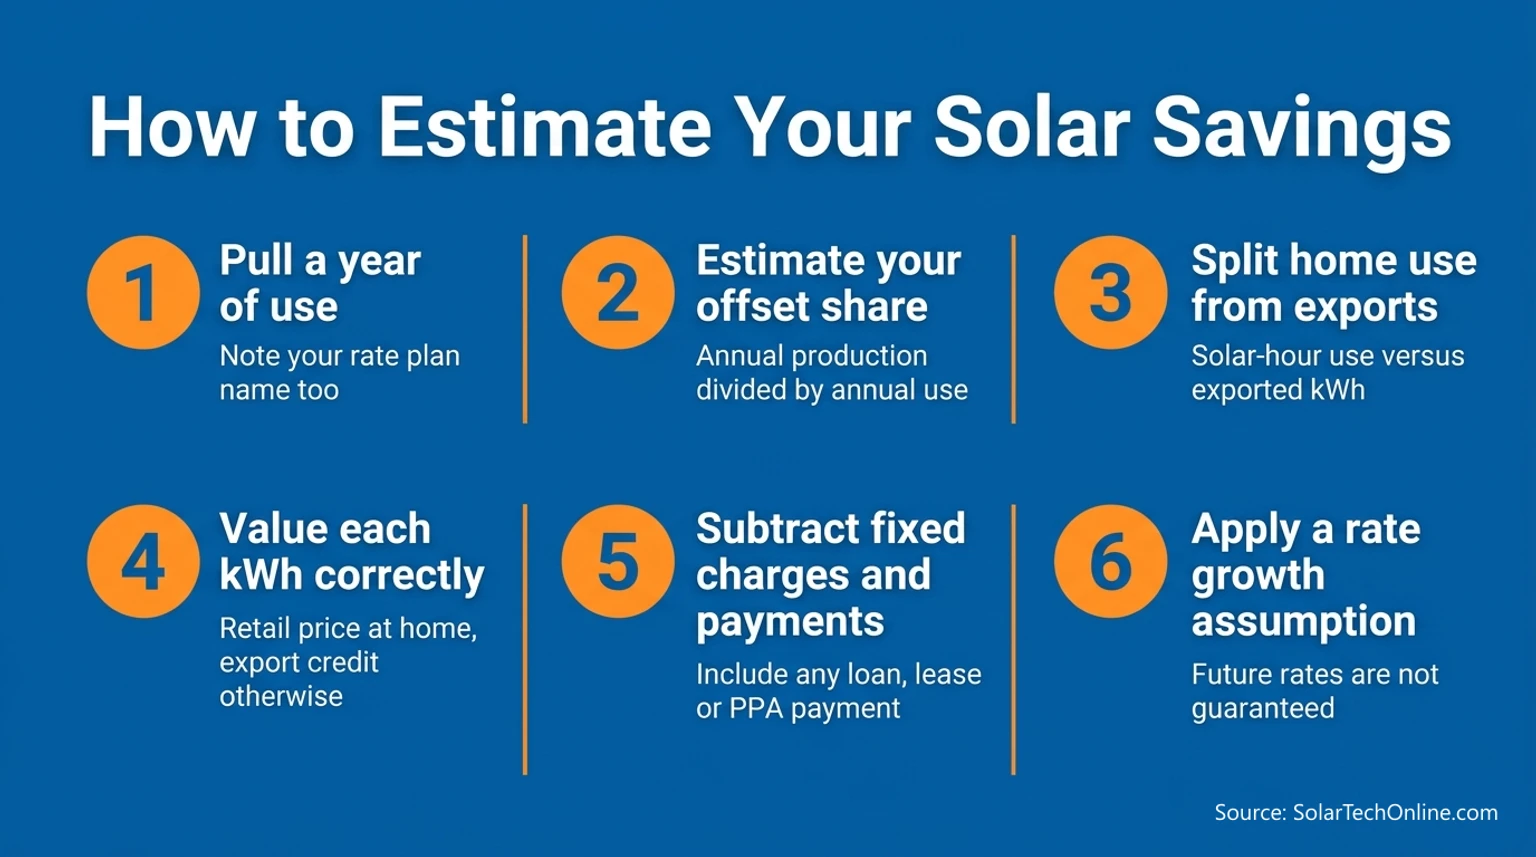 How to Estimate Your Solar Savings
1
Pull a year
of use
Note your rate plan
name too
2
Estimate your
offset share
Annual production
divided by annual use
3
Split home use
from exports
Solar-hour use versus
exported kWh
4
Value each
kWh correctly
Retail price at home,
export credit
otherwise
5
Subtract fixed
charges and
payments
Include any loan, lease
or PPA payment
6
Apply a rate
growth
assumption
Future rates are not
guaranteed
Source: SolarTechOnline.com